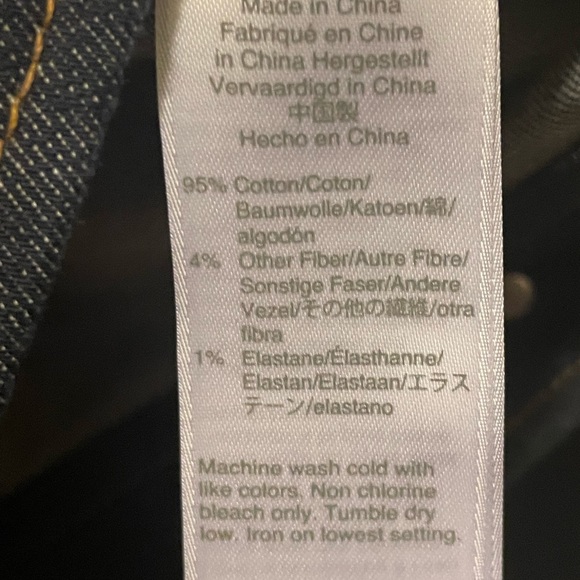 Made in China
Fabriqué en Chine
in China Hergestellt
Vervaardigd in China
中国製
Hecho en China
95% Cotton/Coton/
Baumwolle/Katoen/綿/
algodón
4% Other Fiber/Autre Fibre/
Sonstige Faser/Andere
Vezel/その他の繊維/otra
fibra
1% Elastane/Élasthanne/
Elastan/Elastaan/エラス
テーン/elastano
Machine wash cold with
like colors. Non chlorine
bleach only. Tumble dry
low. Iron on lowest setting.